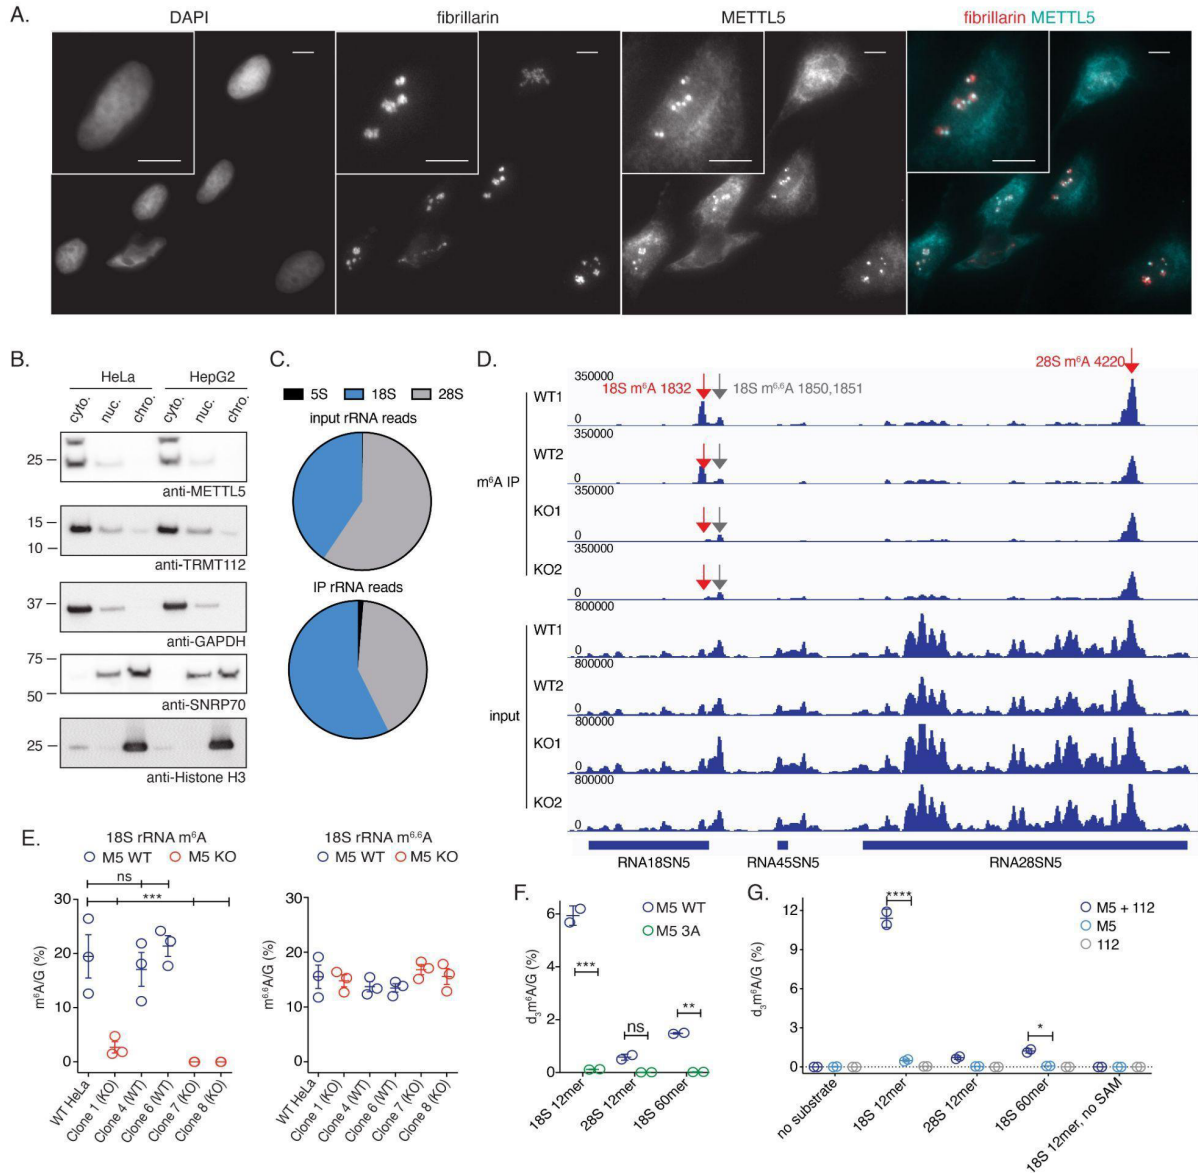 A.
DAPI
fibrillarin
METTL5
fibrillarin METTL5
B.
HeLa HepG2
cyto. nuc. chro. cyto. nuc. chro.
25
anti-METTL5
15
10
anti-TRMT112
37
anti-GAPDH
75
50
anti-SNRP70
25
anti-Histone H3
C.
5S 18S 28S
input rRNA reads
IP rRNA reads
D.
18S m⁶A 1832
18S m⁶,⁶A 1850,1851
28S m⁶A 4220
m⁶A IP
350000
WT1
0
350000
WT2
0
350000
KO1
0
350000
KO2
0
input
800000
WT1
0
800000
WT2
0
800000
KO1
0
800000
KO2
0
RNA18SN5 RNA45SN5 RNA28SN5
E.
18S rRNA m⁶A
M5 WT M5 KO
ns
***
m⁶A/G (%)
30
20
10
0
WT HeLa
Clone 1 (KO)
Clone 4 (WT)
Clone 6 (WT)
Clone 7 (KO)
Clone 8 (KO)
18S rRNA m⁶·⁶A
M5 WT M5 KO
m⁶·⁶A/G (%)
30
20
10
0
WT HeLa
Clone 1 (KO)
Clone 4 (WT)
Clone 6 (WT)
Clone 7 (KO)
Clone 8 (KO)
F.
M5 WT
M5 3A
d₃m⁶A/G (%)
6
4
2
0
***
ns
**
18S 12mer
28S 12mer
18S 60mer
G.
M5 + 112
M5
112
d₃m⁶A/G (%)
12
9
6
3
0
****
*
no substrate
18S 12mer
28S 12mer
18S 60mer
18S 12mer, no SAM